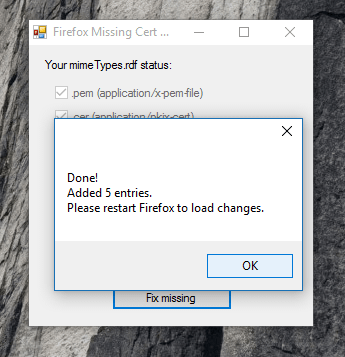 Firefox Missing Cert ...
Your mimeTypes.rdf status:
.pem (application/x-pem-file)
.cer (application/pkix-cert)
Done!
Added 5 entries.
Please restart Firefox to load changes.
OK
Fix missing